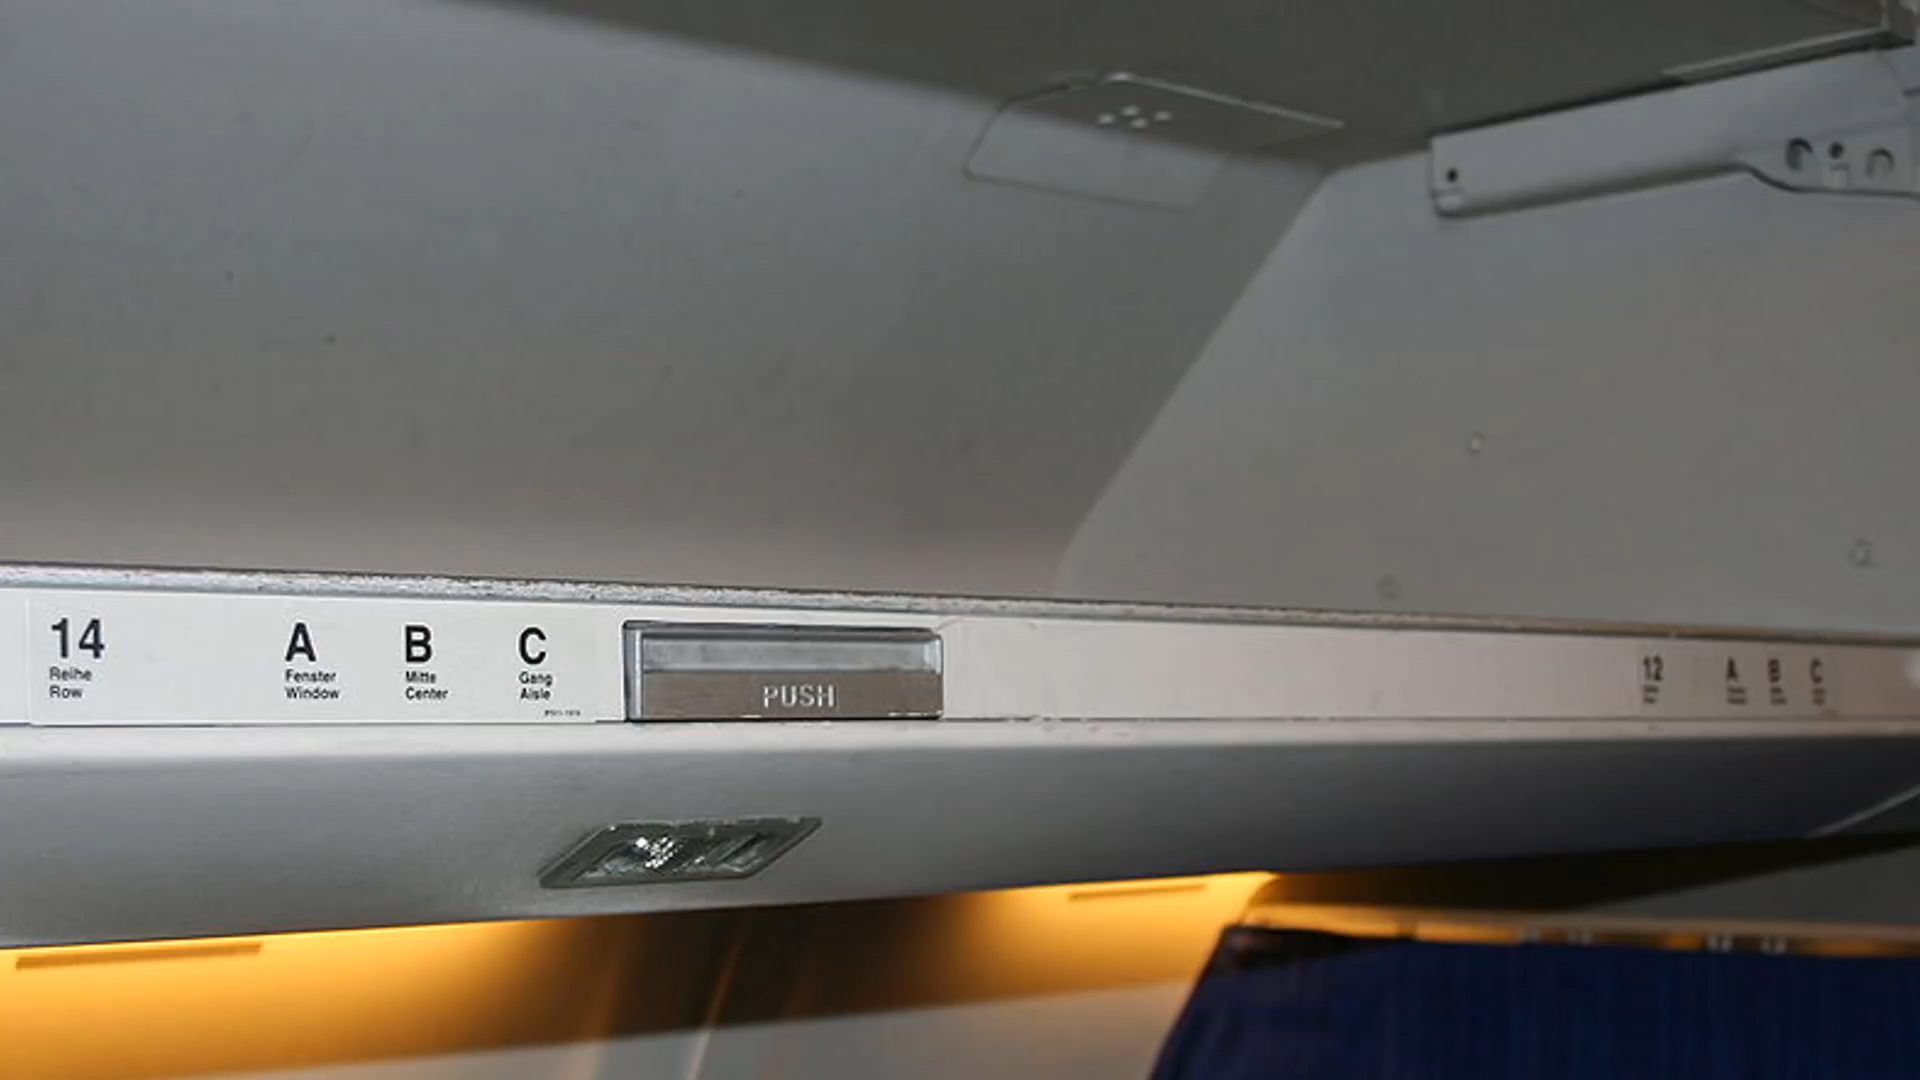 14 A B C
Reihe Fenster Mitte Gang
Row Window Center Aisle
PUSH
12 A B C